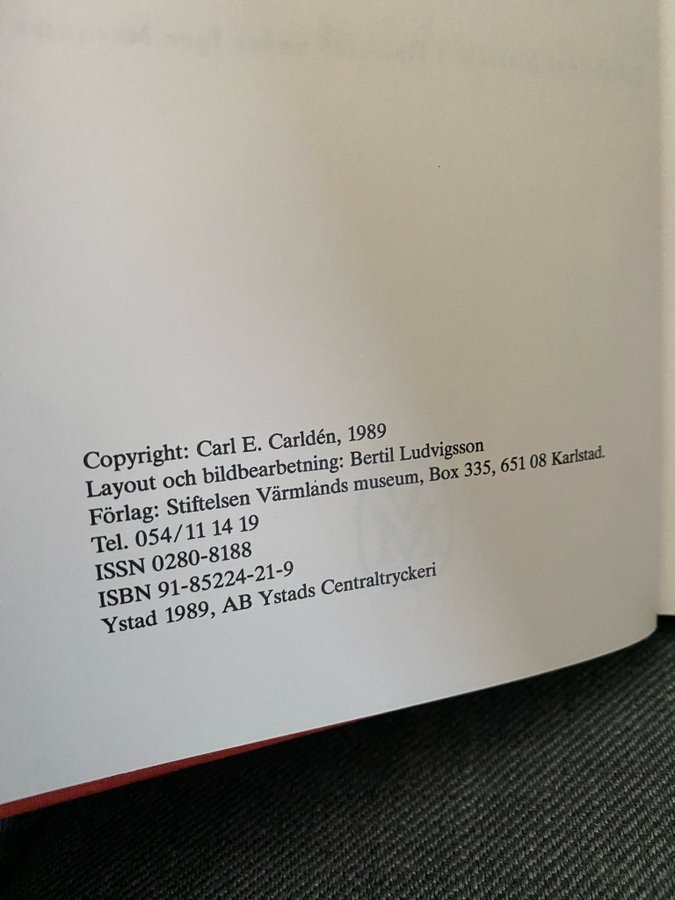 Copyright: Carl E. Carldén, 1989
Layout och bildbearbetning: Bertil Ludvigsson
Förlag: Stiftelsen Värmlands museum, Box 335, 651 08 Karlstad.
Tel. 054/11 14 19
ISSN 0280-8188
ISBN 91-85224-21-9
Ystad 1989, AB Ystads Centraltryckeri